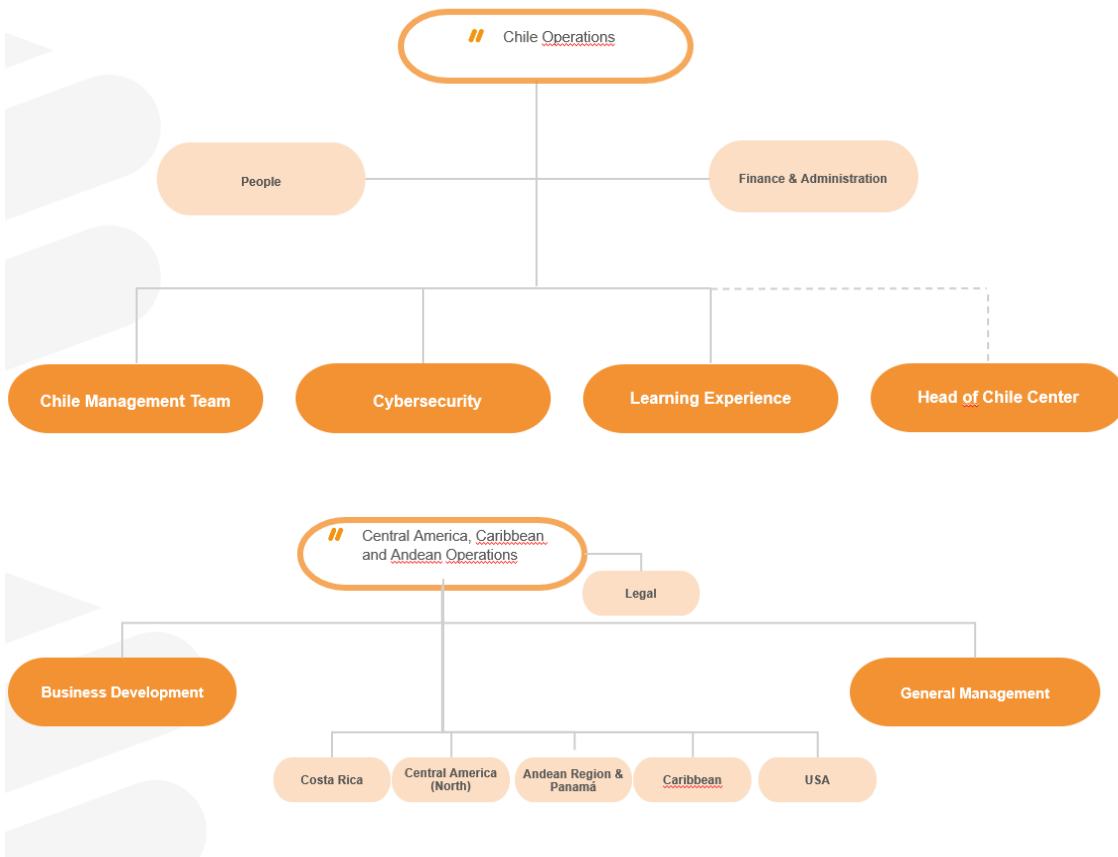 Chile Operations
People
Finance & Administration
Chile Management Team
Cybersecurity
Learning Experience
Head of Chile Center
Central America, Caribbean
and Andean Operations
Legal
Business Development
General Management
Costa Rica
Central America
(North)
Andean Region &
Panamá
Caribbean
USA